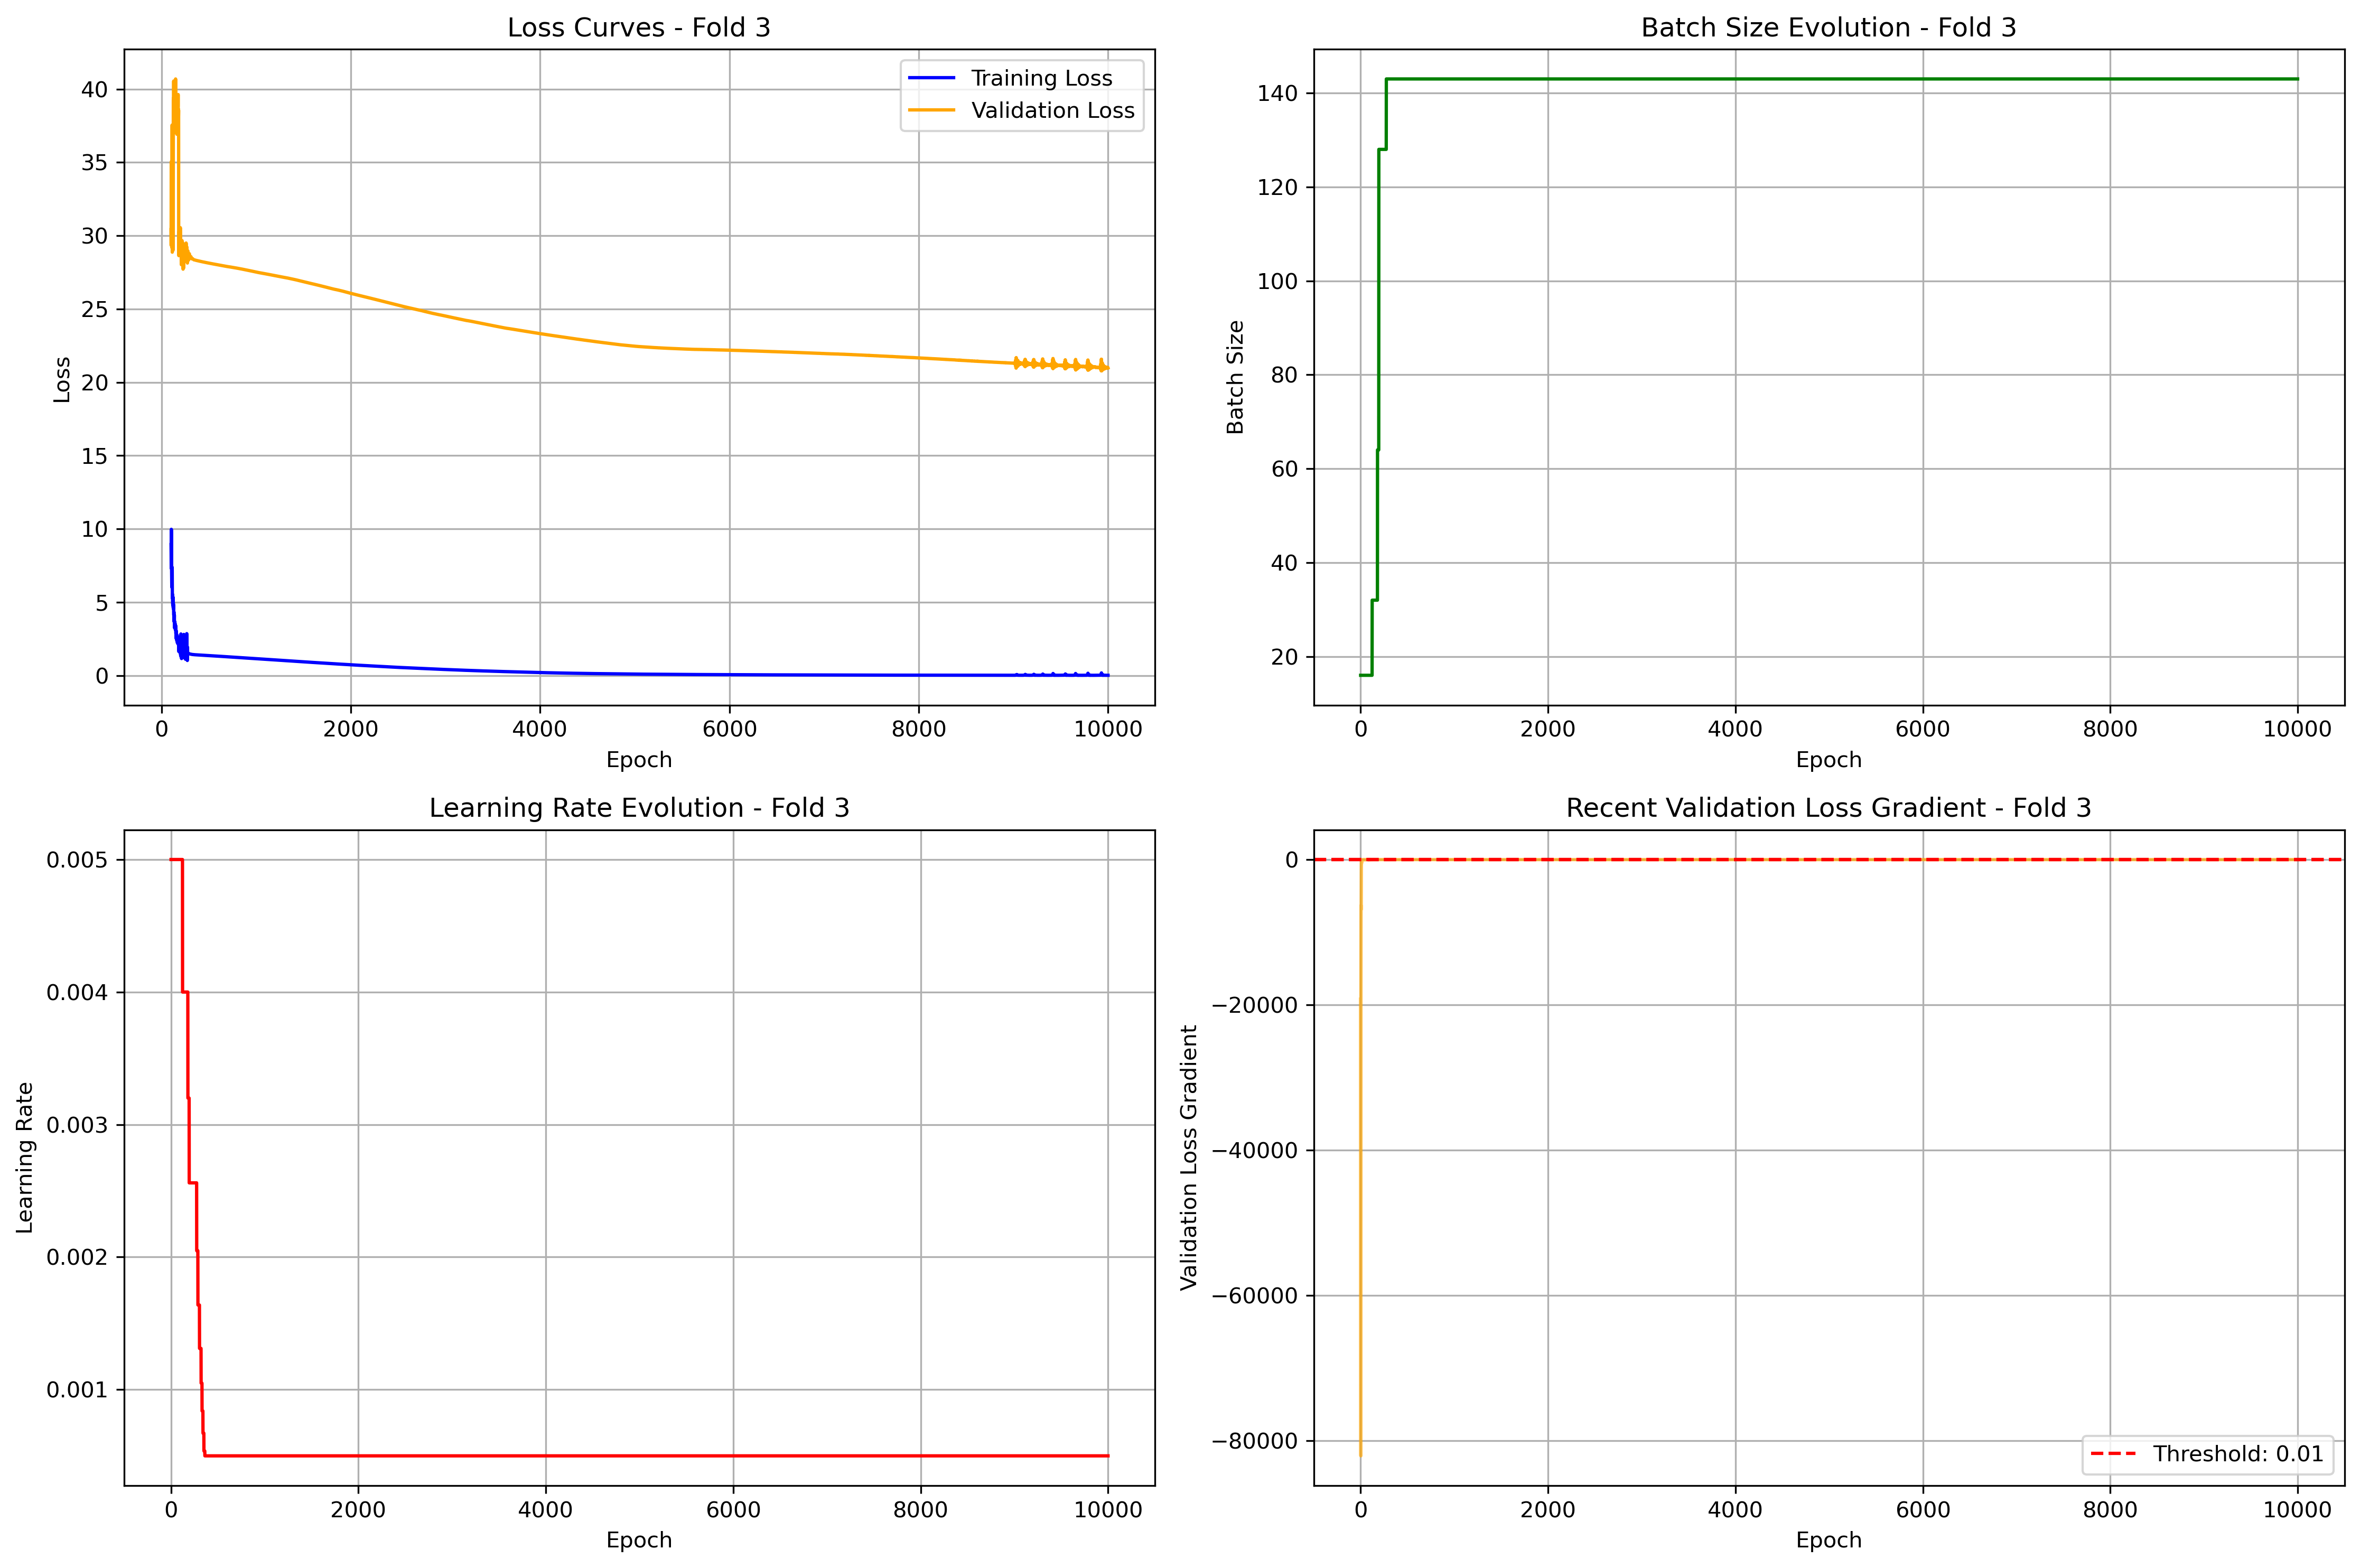 Loss Curves - Fold 3
Training Loss
Validation Loss
40
35
30
25
20
15
10
5
0
Loss
0 2000 4000 6000 8000 10000
Epoch
Batch Size Evolution - Fold 3
140
120
100
80
60
40
20
Batch Size
0 2000 4000 6000 8000 10000
Epoch
Learning Rate Evolution - Fold 3
0.005
0.004
0.003
0.002
0.001
Learning Rate
0 2000 4000 6000 8000 10000
Epoch
Recent Validation Loss Gradient - Fold 3
0
−20000
−40000
−60000
−80000
Validation Loss Gradient
Threshold: 0.01
0 2000 4000 6000 8000 10000
Epoch